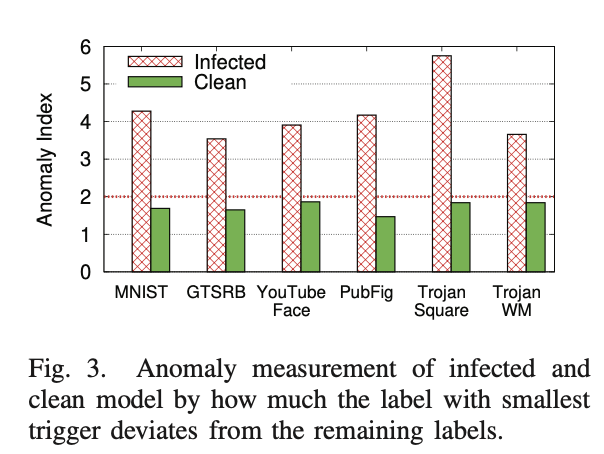 6
5
4
3
2
1
0
Anomaly Index
Infected
Clean
MNIST GTSRB YouTube PubFig Trojan Trojan
Face Square WM
Fig. 3. Anomaly measurement of infected and
clean model by how much the label with smallest
trigger deviates from the remaining labels.